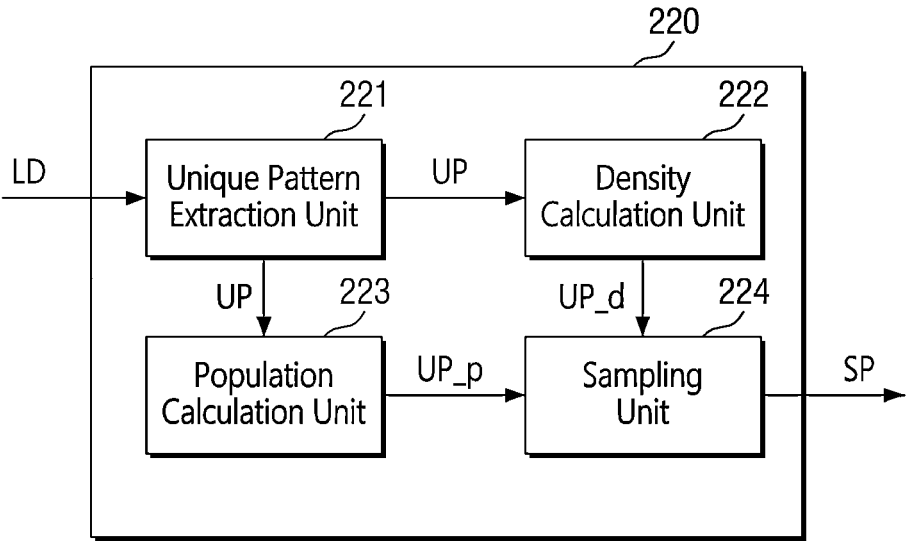 220
221
222
LD
Unique Pattern
Extraction Unit
UP
Density
Calculation Unit
UP
223
UP_d
224
Population
Calculation Unit
UP_p
Sampling
Unit
SP